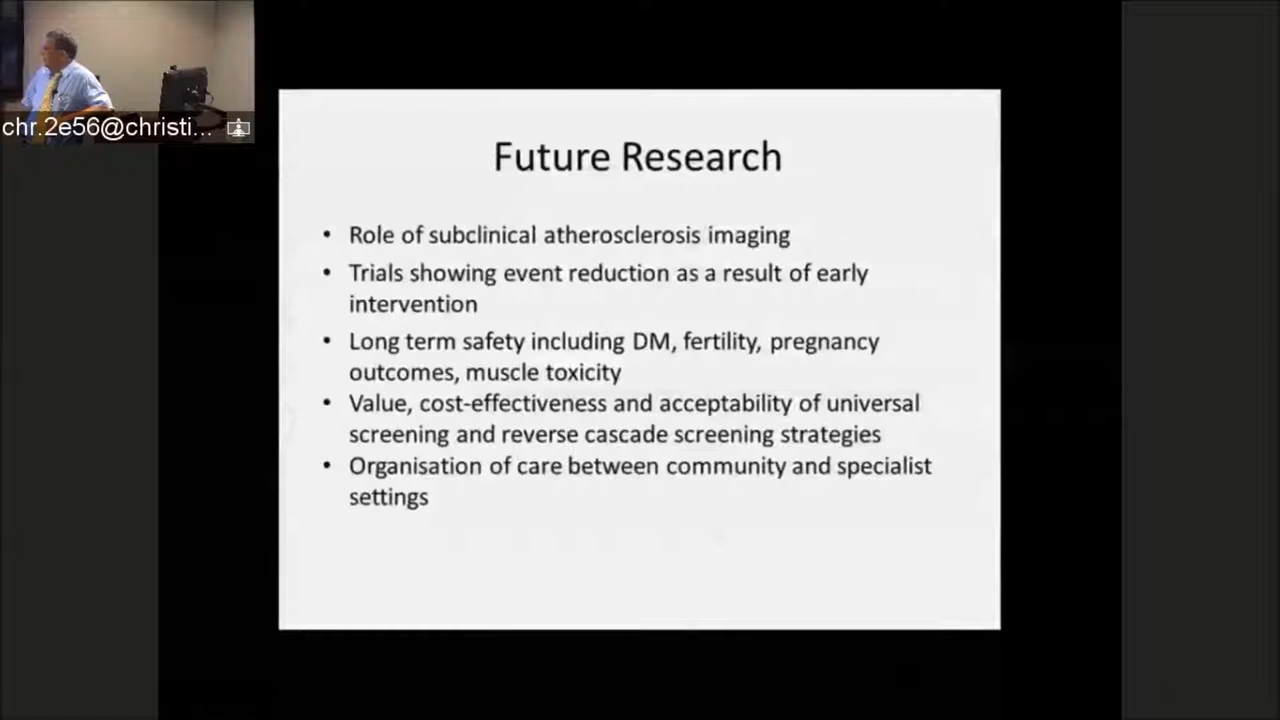 chr.2e56@christi...
Future Research
• Role of subclinical atherosclerosis imaging
• Trials showing event reduction as a result of early
intervention
• Long term safety including DM, fertility, pregnancy
outcomes, muscle toxicity
• Value, cost-effectiveness and acceptability of universal
screening and reverse cascade screening strategies
• Organisation of care between community and specialist
settings